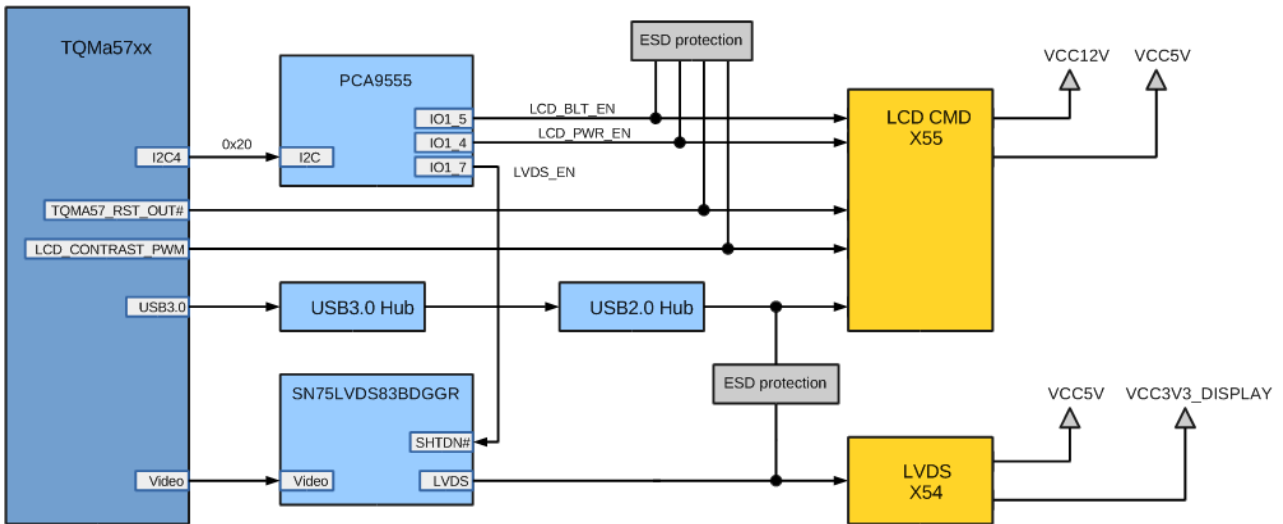 TQMa57xx
I2C4
TQMA57_RST_OUT#
LCD_CONTRAST_PWM
USB3.0
Video
0x20
PCA9555
I2C
IO1_5
IO1_4
IO1_7
LCD_BLT_EN
LCD_PWR_EN
LVDS_EN
ESD protection
LCD CMD
X55
VCC12V
VCC5V
USB3.0 Hub
USB2.0 Hub
ESD protection
SN75LVDS83BDGGR
SHTDN#
Video
LVDS
LVDS
X54
VCC5V
VCC3V3_DISPLAY